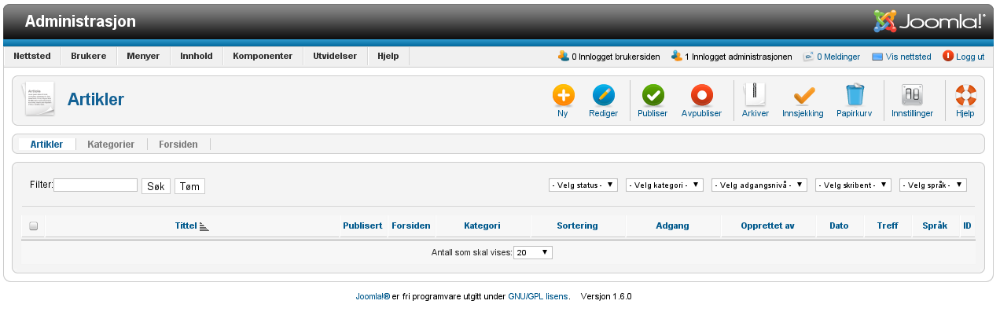 Administrasjon
Joomla!®
Nettsted Brukere Menyer Innhold Komponenter Utvidelser Hjelp 0 Innlogget brukersiden 1 Innlogget administrasjonen 0 Meldinger Vis nettsted Logg ut
Artikler
Ny Rediger Publiser Avpubliser Arkiver Innsjekking Papirkurv Innstillinger Hjelp
Artikler Kategorier Forsiden
Filter: Søk Tøm - Velg status - - Velg kategori - - Velg adgangsnivå - - Velg skribent - - Velg språk -
Tittel Publisert Forsiden Kategori Sortering Adgang Opprettet av Dato Treff Språk ID
Antall som skal vises: 20
Joomla!® er fri programvare utgitt under GNU/GPL lisens. Versjon 1.6.0